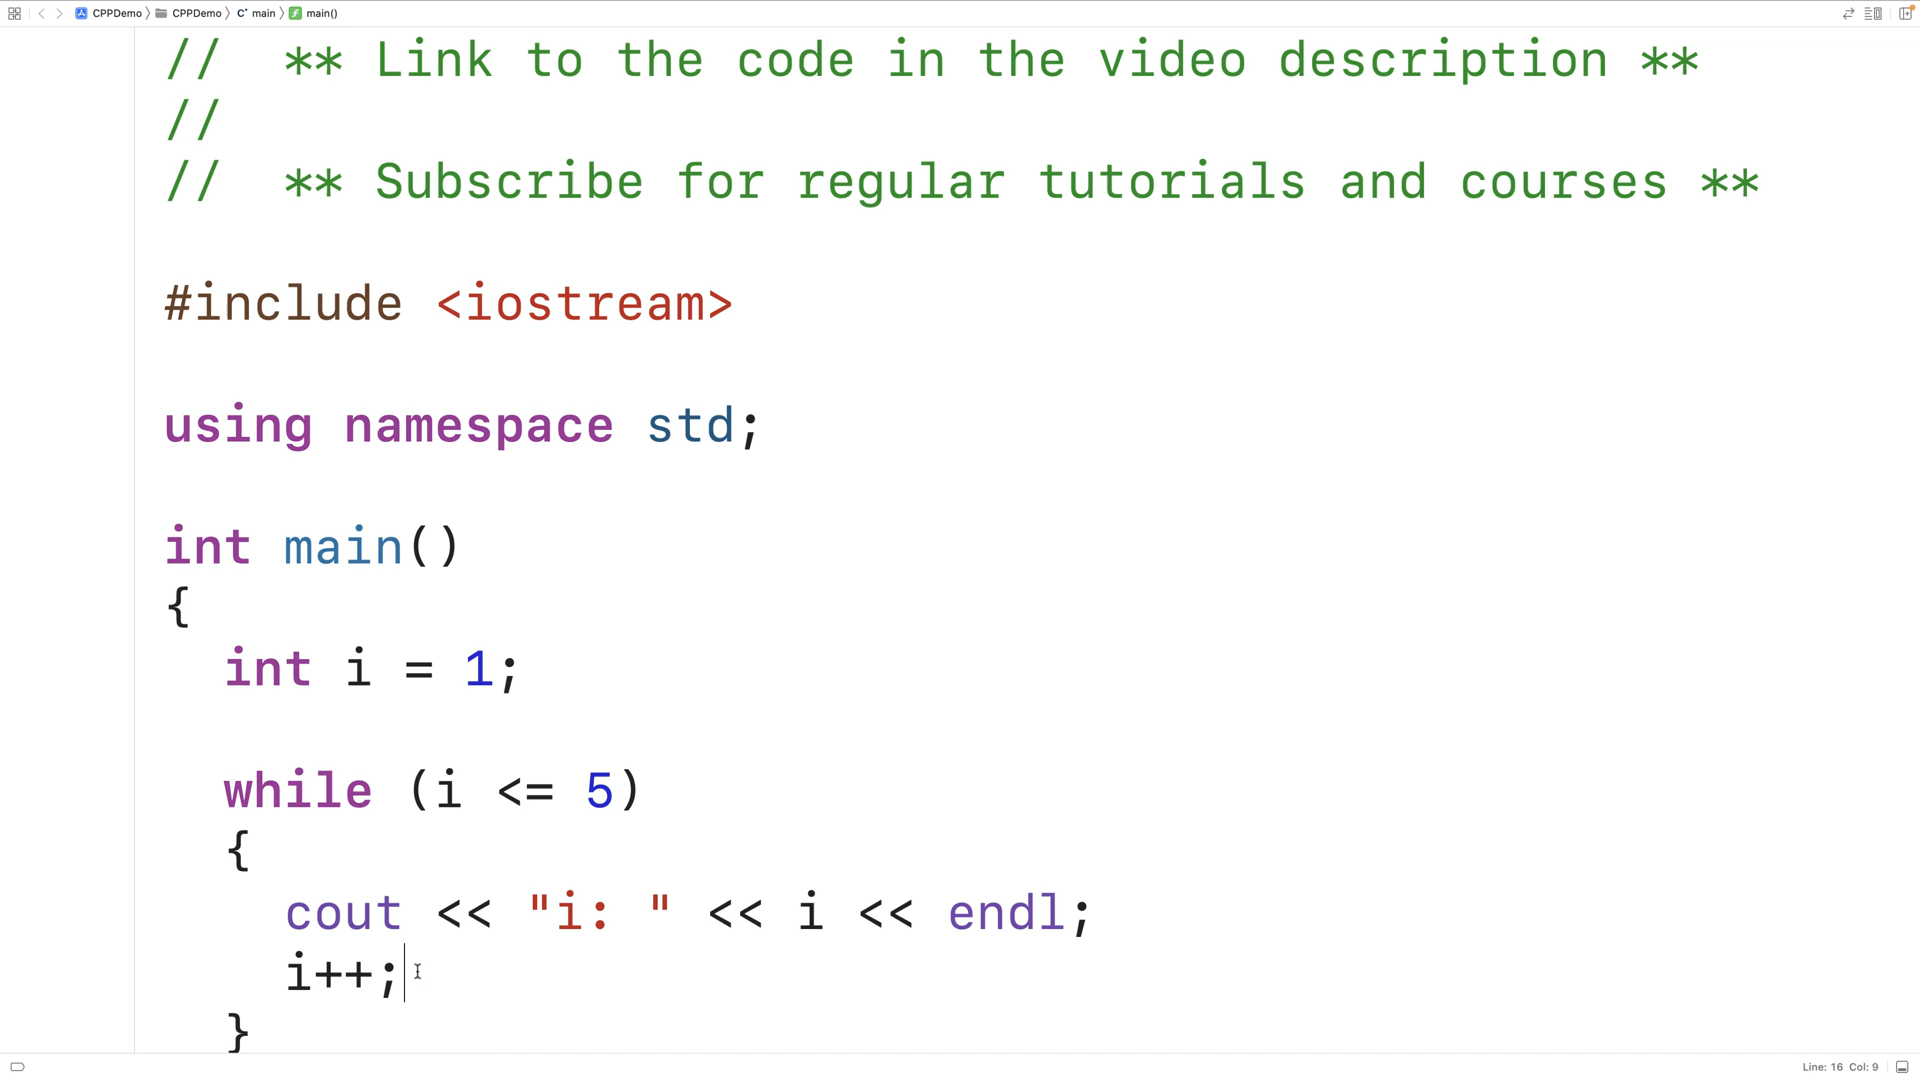 CPPDemo CPPDemo C+ main main()
// ** Link to the code in the video description **
//
// ** Subscribe for regular tutorials and courses **
#include <iostream>
using namespace std;
int main()
{
int i = 1;
while (i <= 5)
{
cout << "i: " << i << endl;
i++;
}
Line: 16 Col: 9